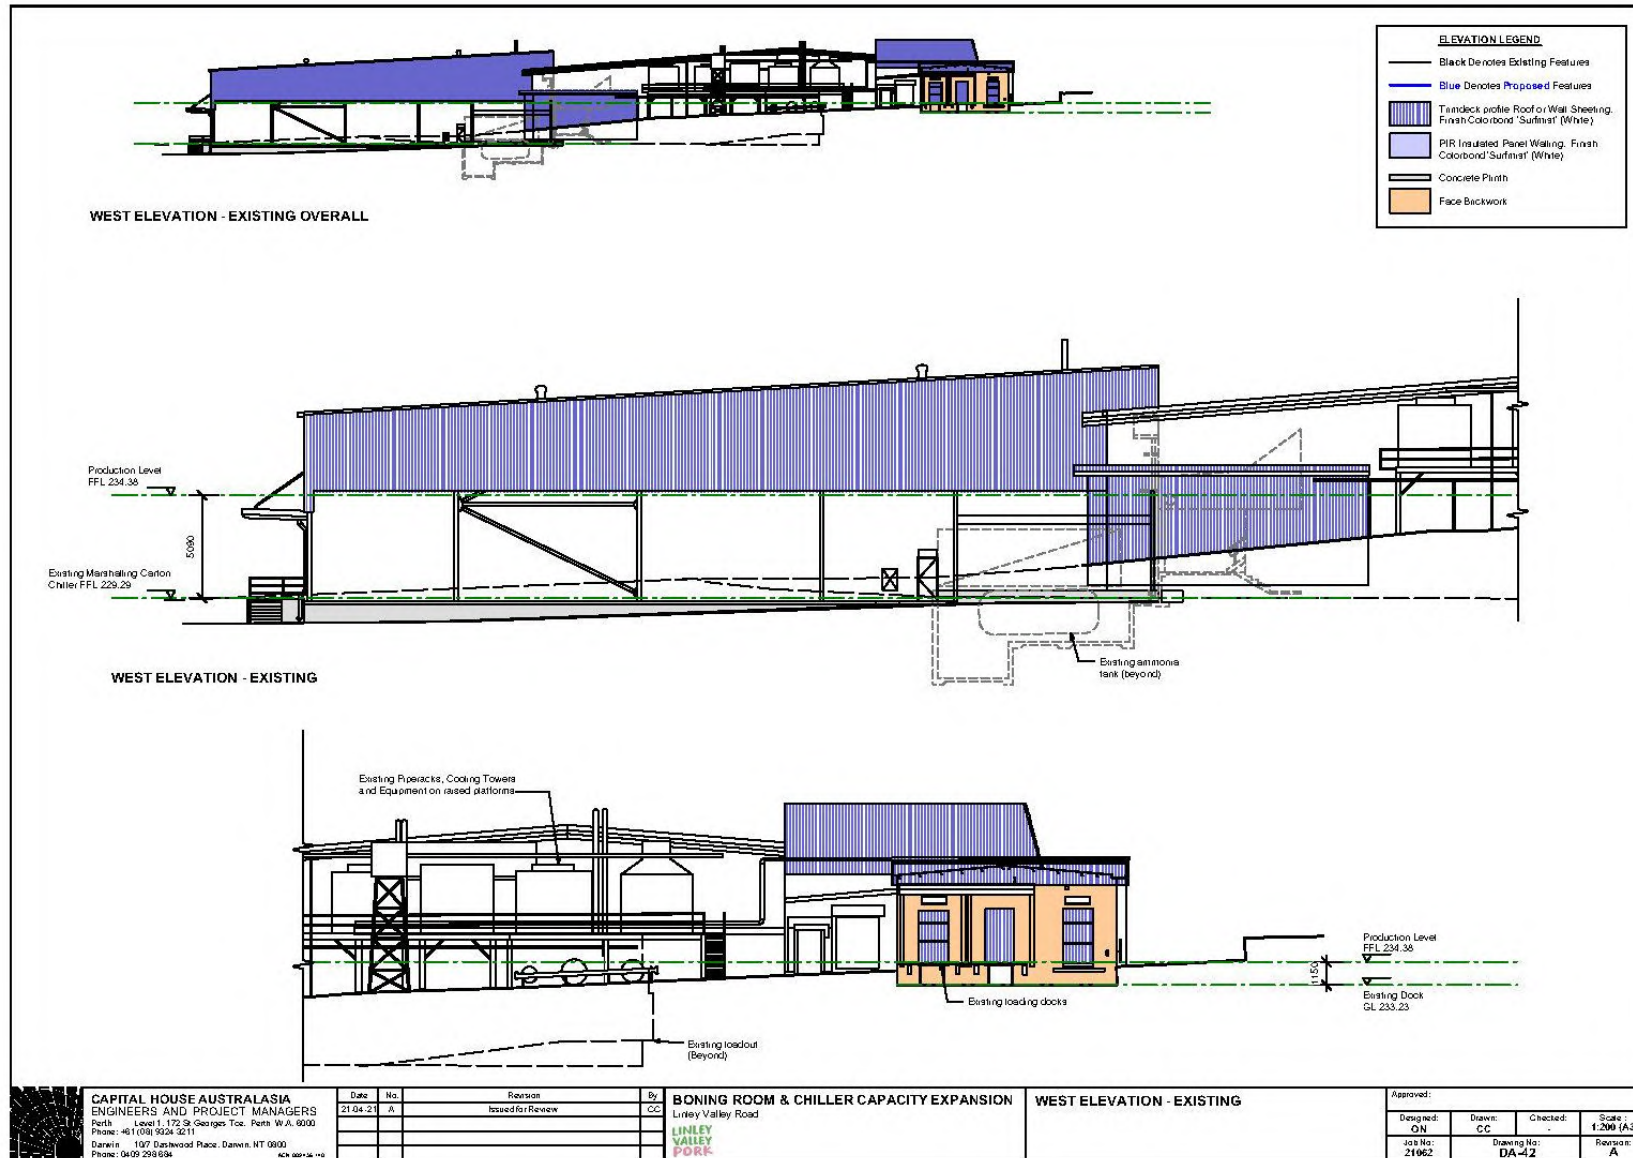 ELEVATION LEGEND
Black Denotes Existing Features
Blue Denotes Proposed Features
Trimdeck profile Roof or Wall Sheeting.
Finish Colorbond 'Surfmist' (White)
PIR Insulated Panel Walling. Finish
Colorbond 'Surfmist' (White)
Concrete Plinth
Face Brickwork
WEST ELEVATION - EXISTING OVERALL
Production Level
FFL 234.38
5090
Existing Marshalling Carton
Chiller FFL 229.29
Existing ammonia
tank (beyond)
WEST ELEVATION - EXISTING
Existing Piperacks, Cooling Towers
and Equipment on raised platforms
Production Level
FFL 234.38
1150
Existing Dock
GL 233.23
Existing loading docks
Existing loadout
(Beyond)
CAPITAL HOUSE AUSTRALASIA
ENGINEERS AND PROJECT MANAGERS
Perth Level 1, 172 St Georges Tce. Perth W.A. 6000
Phone: +61 (08) 9324 3211
Darwin 10/7 Dashwood Place, Darwin, NT 0800
Phone: 0409 298 684
Date No. Revision By
21-04-21 A Issued for Review CC
BONING ROOM & CHILLER CAPACITY EXPANSION
Linley Valley Road
LINLEY
VALLEY
PORK
WEST ELEVATION - EXISTING
Approved:
Designed: Drawn: Checked: Scale:
ON CC - 1:200 (A3
Job No: Drawing No: Revision:
21062 DA-42 A